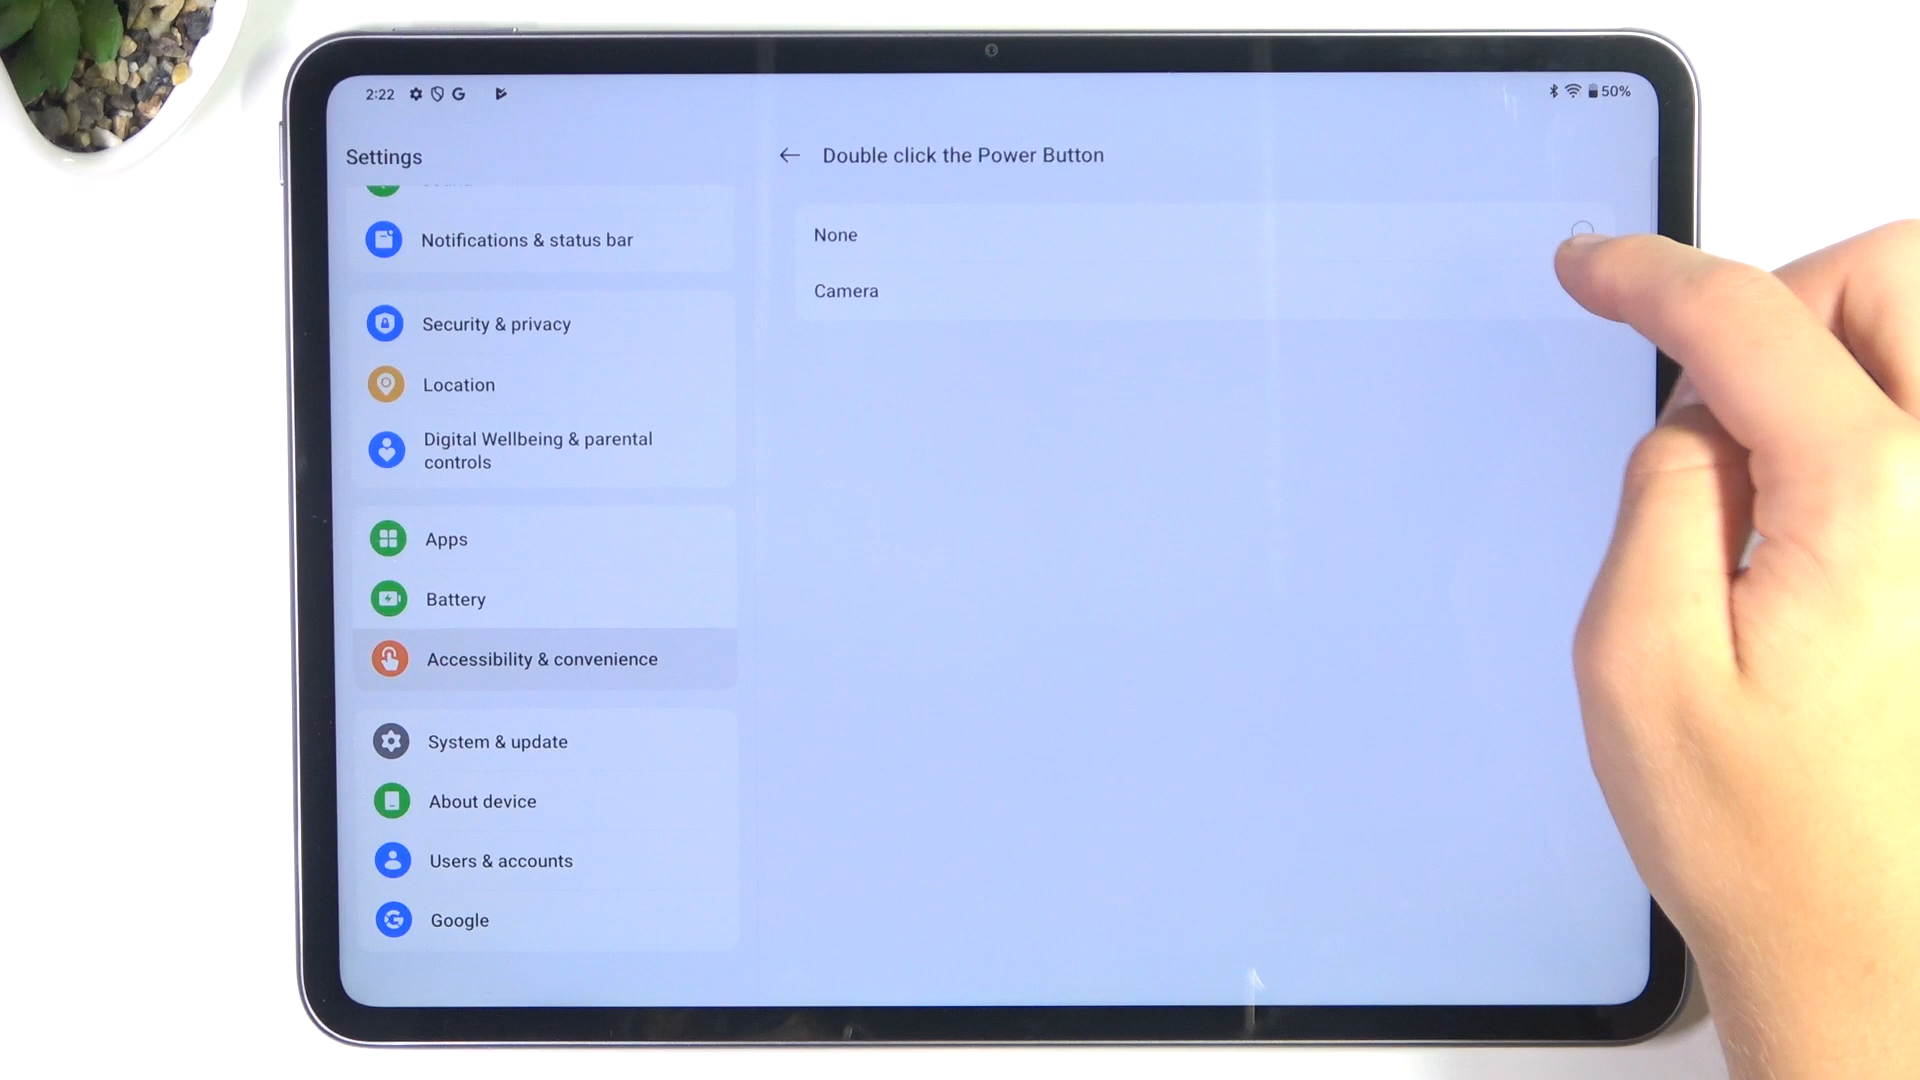 2:22
50%
Settings
Double click the Power Button
Notifications & status bar
None
Camera
Security & privacy
Location
Digital Wellbeing & parental
controls
Apps
Battery
Accessibility & convenience
System & update
About device
Users & accounts
Google